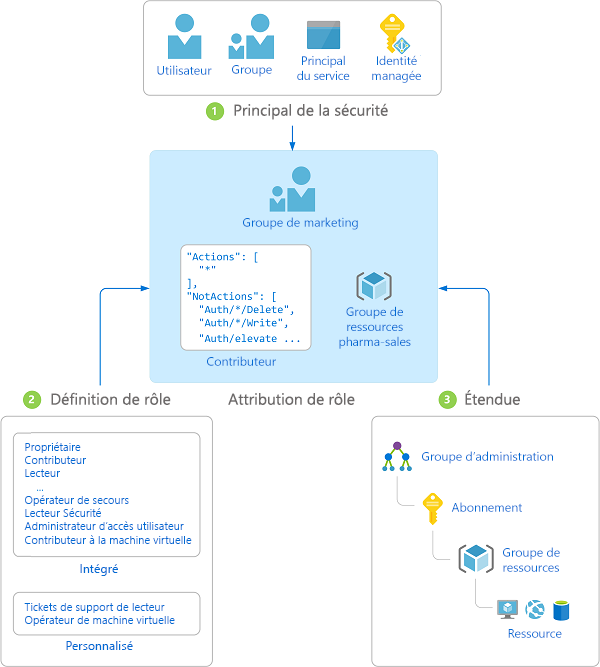 Utilisateur
Groupe
Principal
du service
Identité
managée
1 Principal de la sécurité
Groupe de marketing
"Actions": [
"*"
],
"NotActions": [
"Auth/*/Delete",
"Auth/*/Write",
"Auth/elevate ...
Contributeur
Groupe de
ressources
pharma-sales
2 Définition de rôle
Attribution de rôle
3 Étendue
Propriétaire
Contributeur
Lecteur
...
Opérateur de secours
Lecteur Sécurité
Administrateur d'accès utilisateur
Contributeur à la machine virtuelle
Intégré
Tickets de support de lecteur
Opérateur de machine virtuelle
Personnalisé
Groupe d'administration
Abonnement
Groupe de
ressources
Ressource